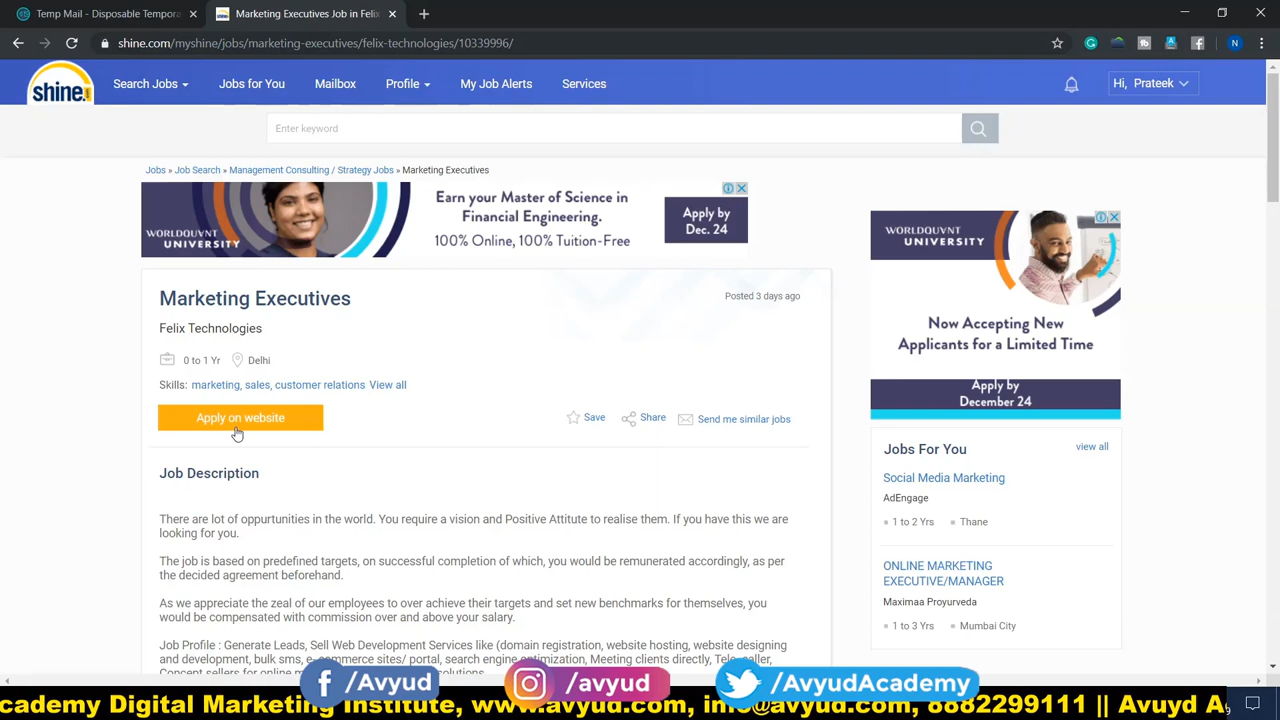 Temp Mail - Disposable Temporary
Marketing Executives Job in Felix
shine.com/myshine/jobs/marketing-executives/felix-technologies/10339996/
shine
Search Jobs
Jobs for You
Mailbox
Profile
My Job Alerts
Services
Hi, Prateek
Enter keyword
Jobs » Job Search » Management Consulting / Strategy Jobs » Marketing Executives
WORLDQUVNT
UNIVERSITY
Earn your Master of Science in
Financial Engineering.
100% Online, 100% Tuition-Free
Apply by
Dec. 24
Marketing Executives
Posted 3 days ago
Felix Technologies
0 to 1 Yr
Delhi
Skills: marketing, sales, customer relations View all
Apply on website
Save
Share
Send me similar jobs
Job Description
There are lot of oppurtunities in the world. You require a vision and Positive Attitute to realise them. If you have this we are
looking for you.
The job is based on predefined targets, on successful completion of which, you would be remunerated accordingly, as per
the decided agreement beforehand.
As we appreciate the zeal of our employees to over achieve their targets and set new benchmarks for themselves, you
would be compensated with commission over and above your salary.
Job Profile : Generate Leads, Sell Web Development Services like (domain registration, website hosting, website designing
and development, bulk sms, e-commerce sites/ portal, search engine optimization, Meeting clients directly, Tele caller,
Concept sellers for online
WORLDQUVNT
UNIVERSITY
Now Accepting New
Applicants for a Limited Time
Apply by
December 24
Jobs For You
view all
Social Media Marketing
AdEngage
1 to 2 Yrs
Thane
ONLINE MARKETING
EXECUTIVE/MANAGER
Maximaa Proyurveda
1 to 3 Yrs
Mumbai City
/Avyud
/avyud
/AvyudAcademy
cademy Digital Marketing Institute, www.avyud.com, info@avyud.com, 8882299111 || Avyud A